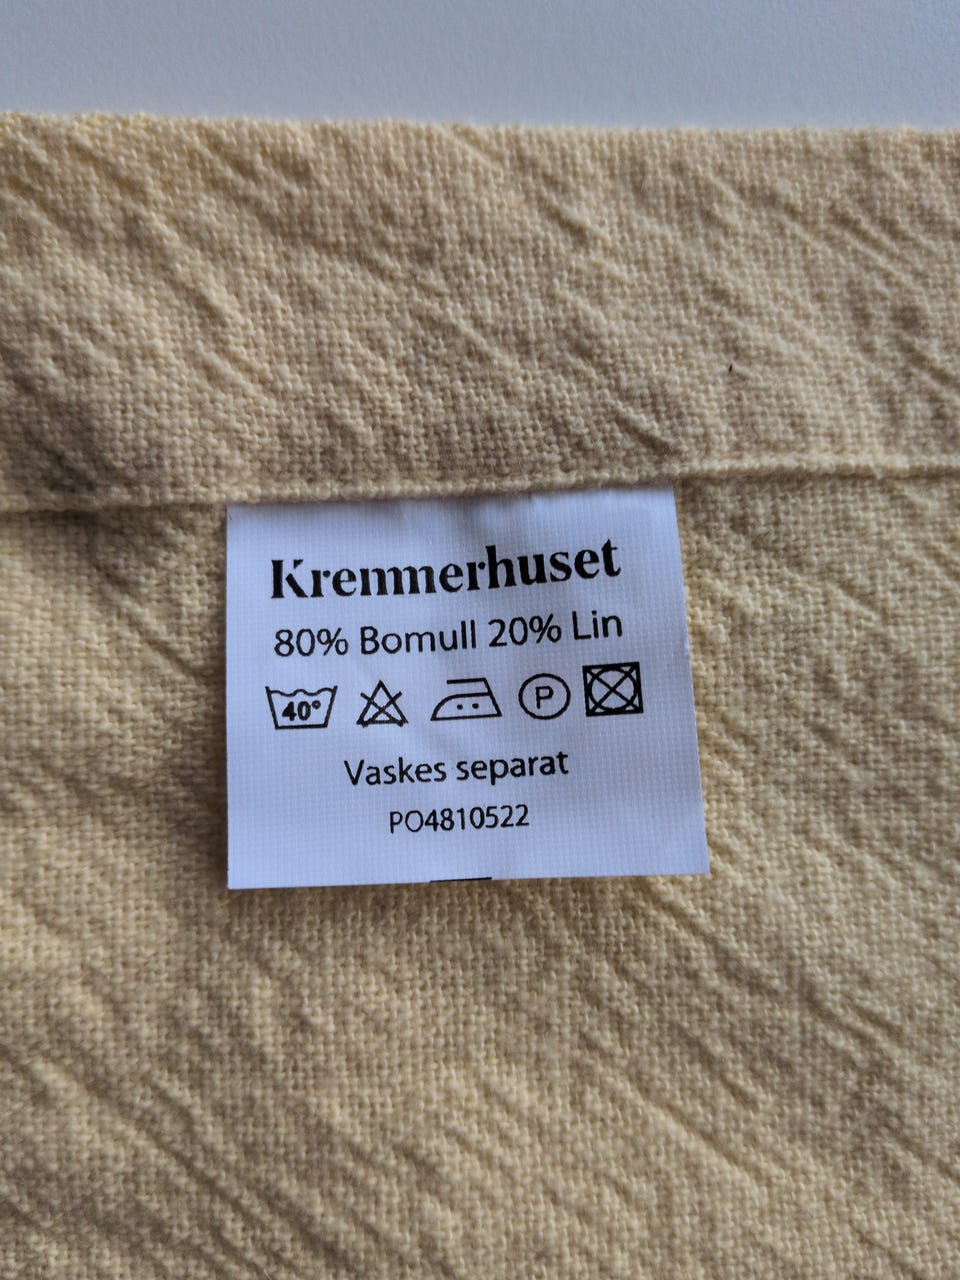 Kremmerhuset
80% Bomull 20% Lin
40° P
Vaskes separat
PO4810522